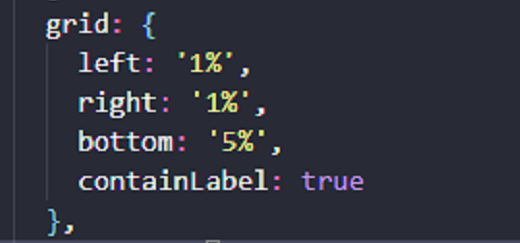 grid: {
  left: '1%',
  right: '1%',
  bottom: '5%',
  containLabel: true
},